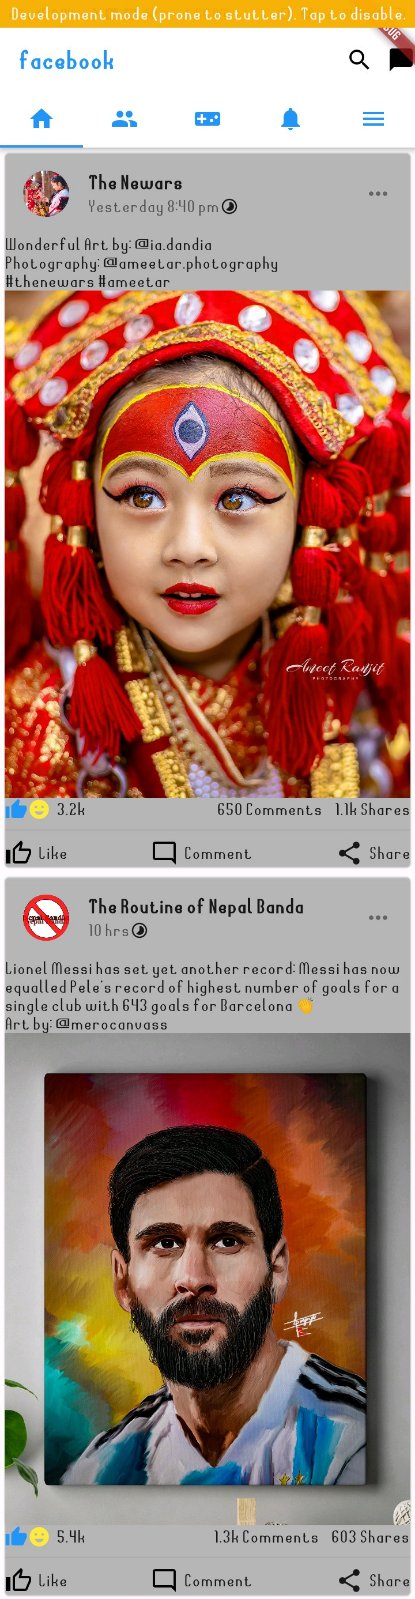 Development mode (prone to stutter). Tap to disable.
facebook
The Newars
Yesterday 8:40 pm
Wonderful Art by: @ia.dandia
Photography: @ameetar.photography
#thenewars #ameetar
Ameet Ranjit
PHOTOGRAPHY
3.2k 650 Comments 1.1k Shares
Like Comment Share
The Routine of Nepal Banda
10 hrs
Lionel Messi has set yet another record: Messi has now
equalled Pele's record of highest number of goals for a
single club with 643 goals for Barcelona 👏
Art by: @merocanvass
5.4k 1.3k Comments 603 Shares
Like Comment Share